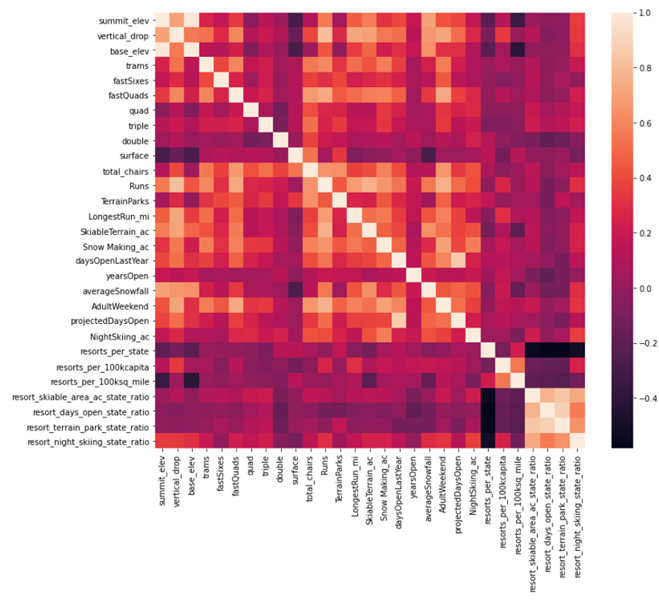 summit_elev
vertical_drop
base_elev
trams
fastSixes
fastQuads
quad
triple
double
surface
total_chairs
Runs
TerrainParks
LongestRun_mi
SkiableTerrain_ac
Snow Making_ac
daysOpenLastYear
yearsOpen
averageSnowfall
AdultWeekend
projectedDaysOpen
NightSkiing_ac
resorts_per_state
resorts_per_100kcapita
resorts_per_100ksq_mile
resort_skiable_area_ac_state_ratio
resort_days_open_state_ratio
resort_terrain_park_state_ratio
resort_night_skiing_state_ratio
summit_elev
vertical_drop
base_elev
trams
fastSixes
fastQuads
quad
triple
double
surface
total_chairs
Runs
TerrainParks
LongestRun_mi
SkiableTerrain_ac
Snow Making_ac
daysOpenLastYear
yearsOpen
averageSnowfall
AdultWeekend
projectedDaysOpen
NightSkiing_ac
resorts_per_state
resorts_per_100kcapita
resorts_per_100ksq_mile
resort_skiable_area_ac_state_ratio
resort_days_open_state_ratio
resort_terrain_park_state_ratio
resort_night_skiing_state_ratio
1.0
0.8
0.6
0.4
0.2
0.0
−0.2
−0.4